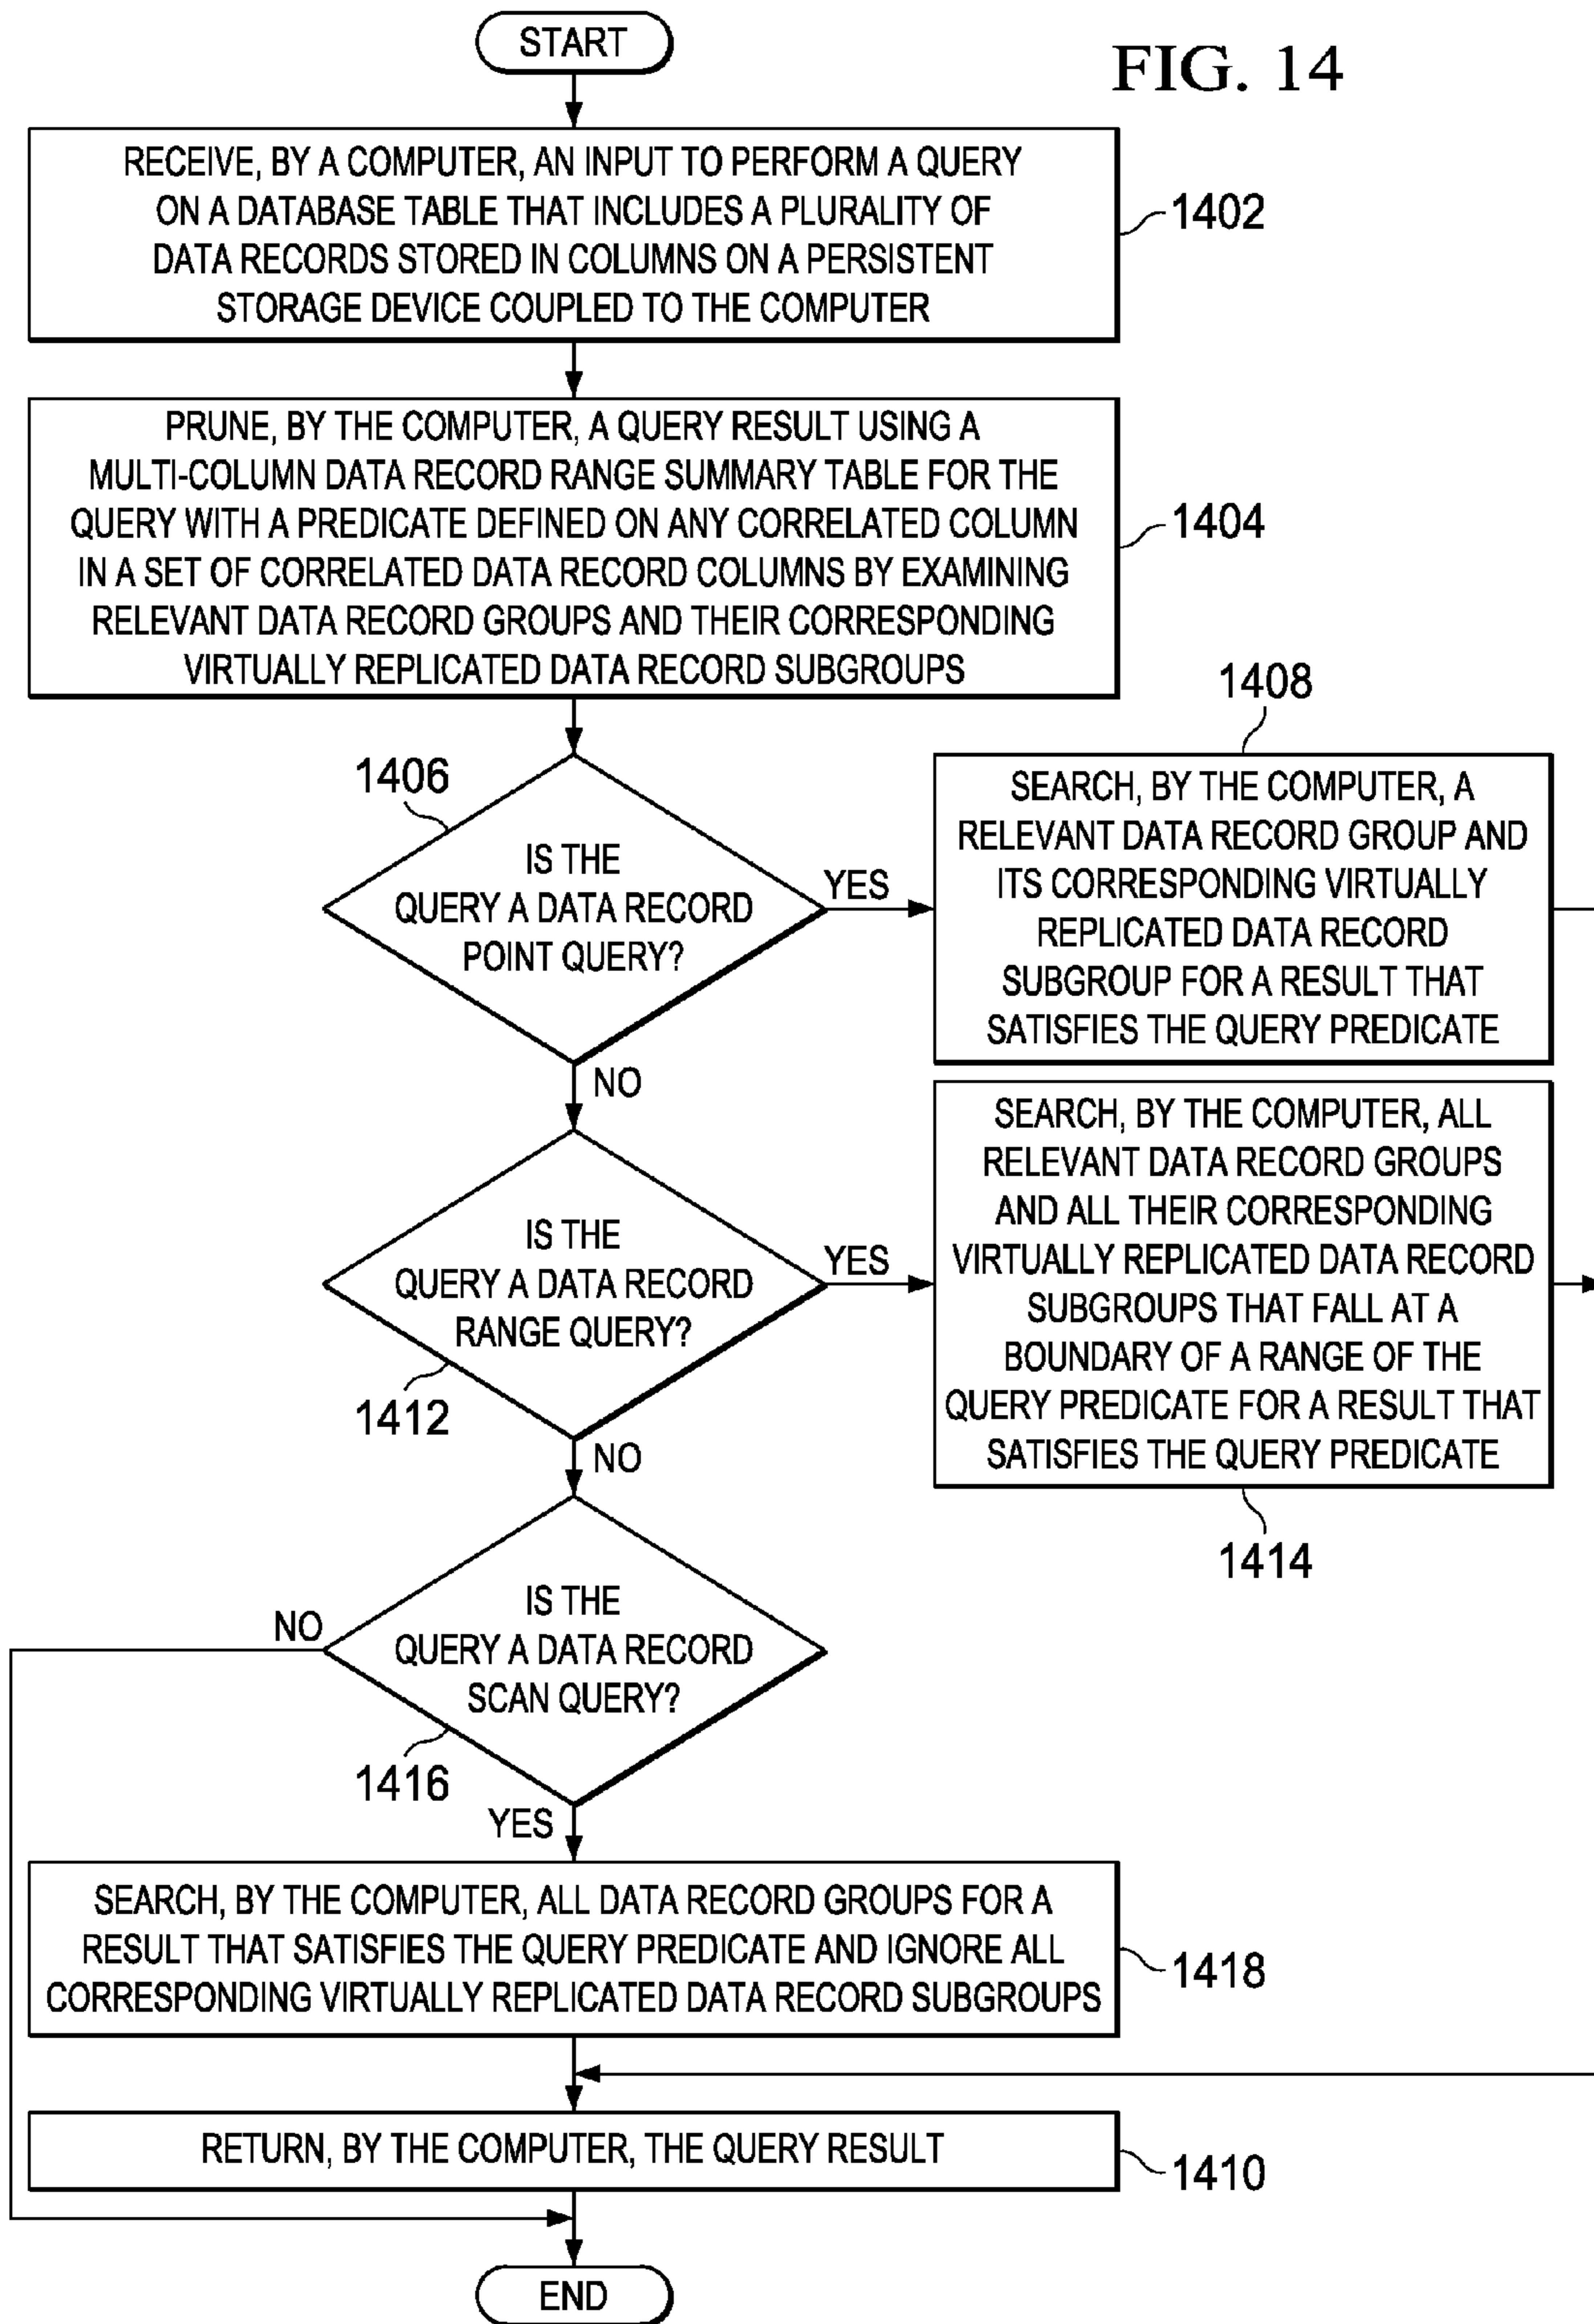 FIG. 14
START
RECEIVE, BY A COMPUTER, AN INPUT TO PERFORM A QUERY
ON A DATABASE TABLE THAT INCLUDES A PLURALITY OF
DATA RECORDS STORED IN COLUMNS ON A PERSISTENT
STORAGE DEVICE COUPLED TO THE COMPUTER
1402
PRUNE, BY THE COMPUTER, A QUERY RESULT USING A
MULTI-COLUMN DATA RECORD RANGE SUMMARY TABLE FOR THE
QUERY WITH A PREDICATE DEFINED ON ANY CORRELATED COLUMN
IN A SET OF CORRELATED DATA RECORD COLUMNS BY EXAMINING
RELEVANT DATA RECORD GROUPS AND THEIR CORRESPONDING
VIRTUALLY REPLICATED DATA RECORD SUBGROUPS
1404
1406
IS THE
QUERY A DATA RECORD
POINT QUERY?
YES
NO
1408
SEARCH, BY THE COMPUTER, A
RELEVANT DATA RECORD GROUP AND
ITS CORRESPONDING VIRTUALLY
REPLICATED DATA RECORD
SUBGROUP FOR A RESULT THAT
SATISFIES THE QUERY PREDICATE
IS THE
QUERY A DATA RECORD
RANGE QUERY?
1412
YES
NO
SEARCH, BY THE COMPUTER, ALL
RELEVANT DATA RECORD GROUPS
AND ALL THEIR CORRESPONDING
VIRTUALLY REPLICATED DATA RECORD
SUBGROUPS THAT FALL AT A
BOUNDARY OF A RANGE OF THE
QUERY PREDICATE FOR A RESULT THAT
SATISFIES THE QUERY PREDICATE
1414
IS THE
QUERY A DATA RECORD
SCAN QUERY?
NO
1416
YES
SEARCH, BY THE COMPUTER, ALL DATA RECORD GROUPS FOR A
RESULT THAT SATISFIES THE QUERY PREDICATE AND IGNORE ALL
CORRESPONDING VIRTUALLY REPLICATED DATA RECORD SUBGROUPS
1418
RETURN, BY THE COMPUTER, THE QUERY RESULT
1410
END